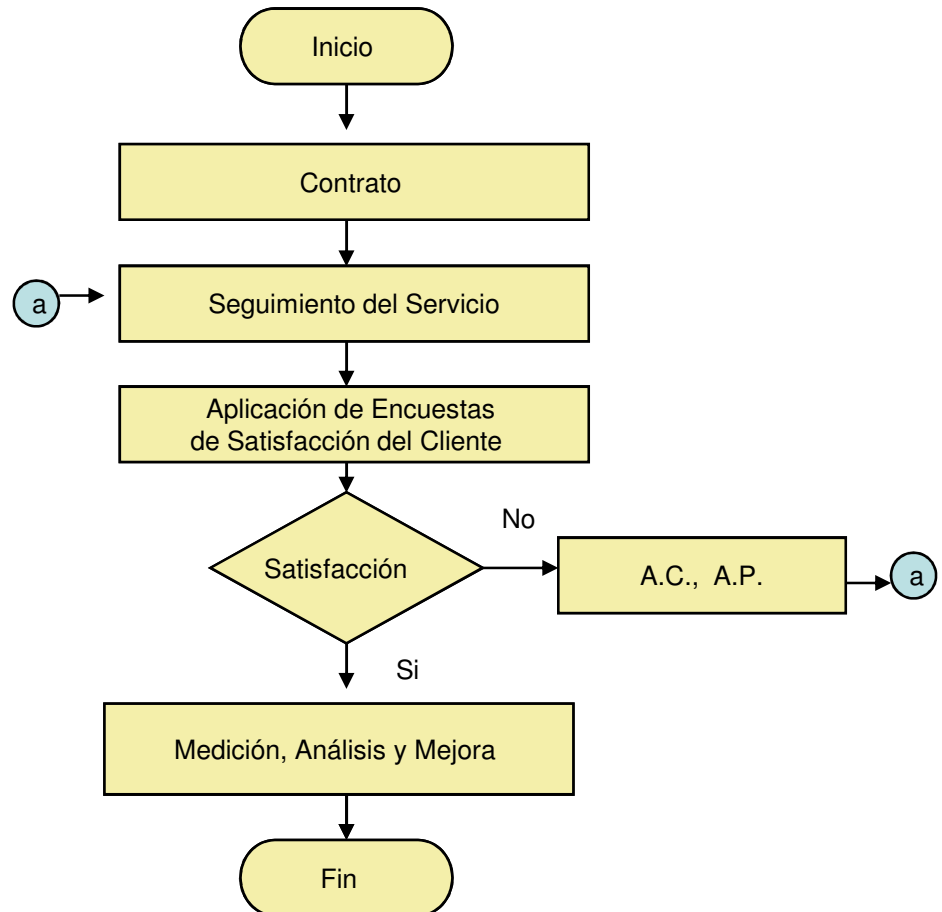 Inicio
Contrato
a
Seguimiento del Servicio
Aplicación de Encuestas
de Satisfacción del Cliente
No
Satisfacción
A.C., A.P.
a
Si
Medición, Análisis y Mejora
Fin